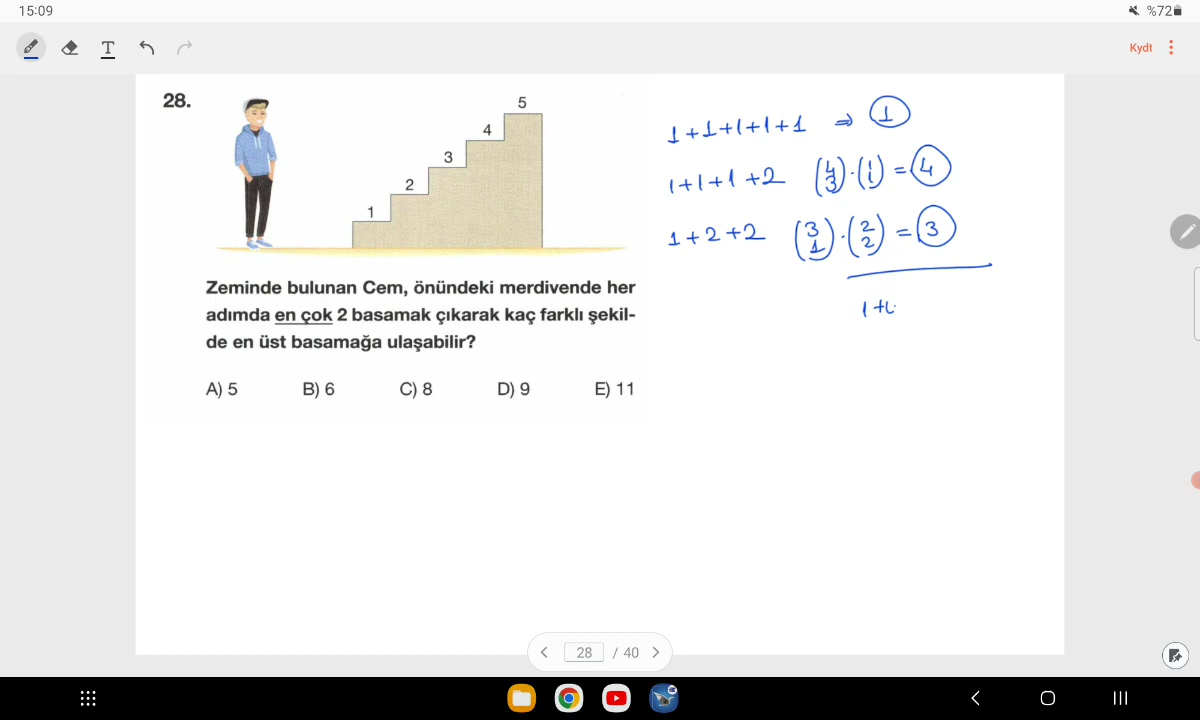 15:09
%72
T
Kydt
28.
1
2
3
4
5
Zeminde bulunan Cem, önündeki merdivende her
adımda en çok 2 basamak çıkarak kaç farklı şekil-
de en üst basamağa ulaşabilir?
A) 5 B) 6 C) 8 D) 9 E) 11
1+1+1+1+1 ⇒ 1
1+1+1+2 (4 3)·(1 1) = 4
1+2+2 (3 1)·(2 2) = 3
28 / 40